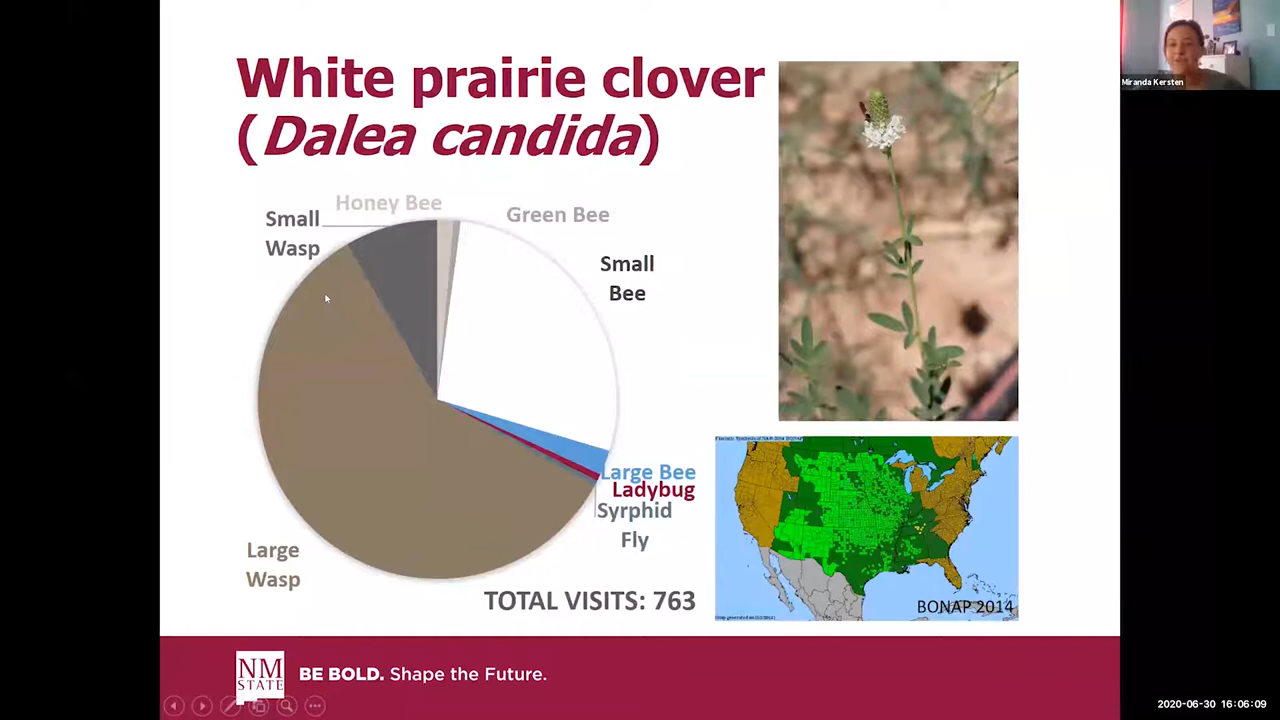 White prairie clover
(Dalea candida)
Honey Bee
Small
Wasp
Green Bee
Small
Bee
Large Bee
Ladybug
Syrphid
Fly
Large
Wasp
TOTAL VISITS: 763
BONAP 2014
NM
STATE
BE BOLD. Shape the Future.
Miranda Kersten
2020-06-30 16:06:09